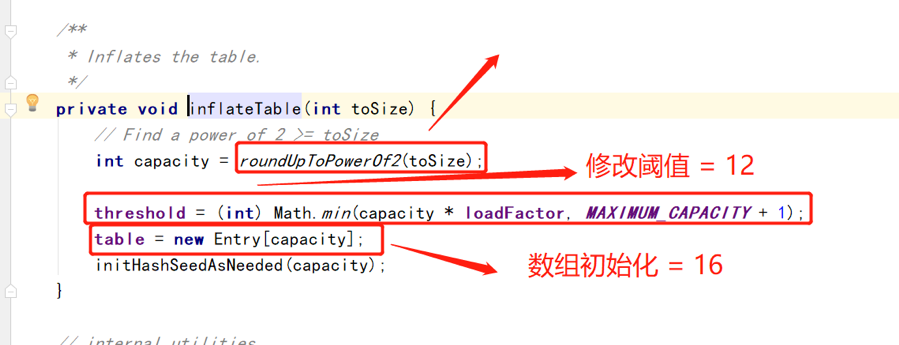 /**
* Inflates the table.
*/
private void inflateTable(int toSize) {
// Find a power of 2 >= toSize
int capacity = roundUpToPowerOf2(toSize);
修改阈值 = 12
threshold = (int) Math.min(capacity * loadFactor, MAXIMUM_CAPACITY + 1);
table = new Entry[capacity];
initHashSeedAsNeeded(capacity);
数组初始化 = 16
}
// internal utilities